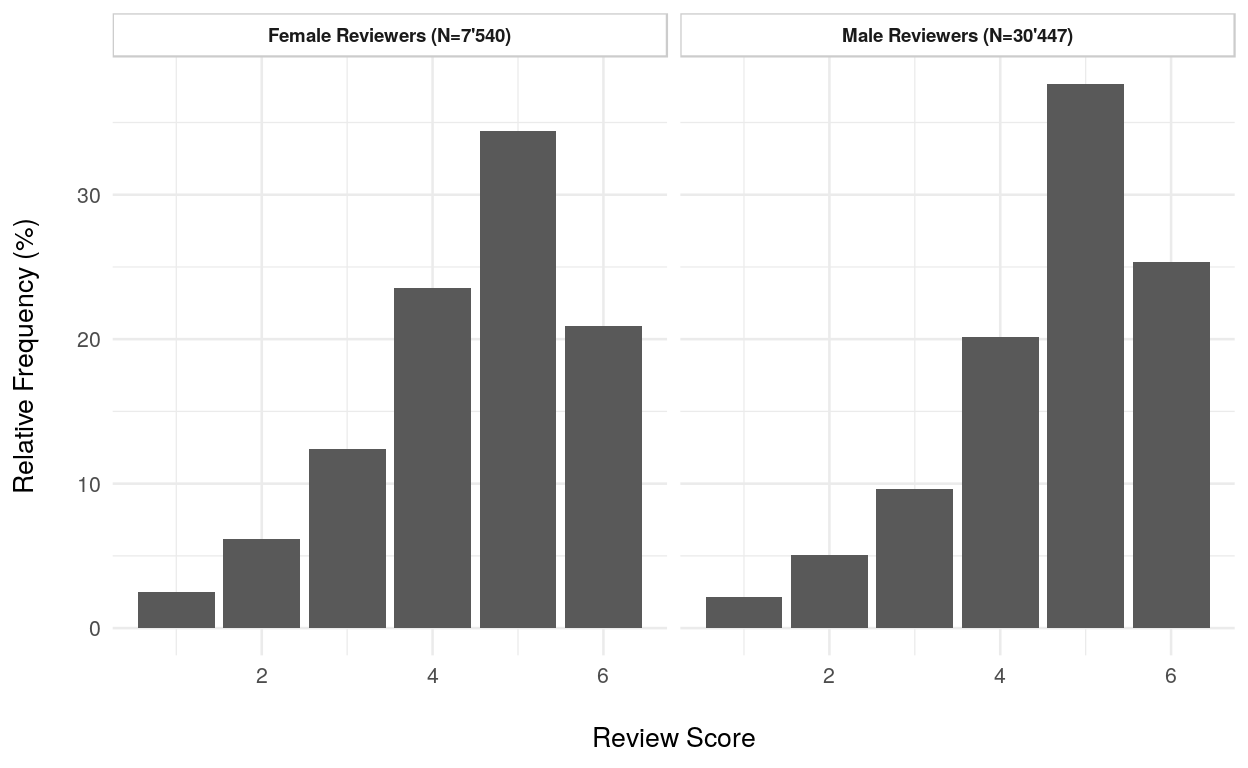 Female Reviewers (N=7'540)
Male Reviewers (N=30'447)
Relative Frequency (%)
30
20
10
0
2 4 6
2 4 6
Review Score